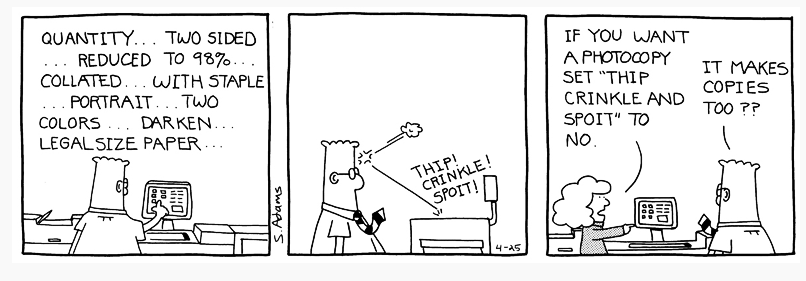 QUANTITY... TWO SIDED
... REDUCED TO 98%...
COLLATED... WITH STAPLE
... PORTRAIT... TWO
COLORS... DARKEN...
LEGAL SIZE PAPER...
S. Adams
THIP!
CRINKLE!
SPOIT!
4-25
IF YOU WANT
A PHOTOCOPY
SET "THIP
CRINKLE AND
SPOIT" TO
NO.
IT MAKES
COPIES
TOO??